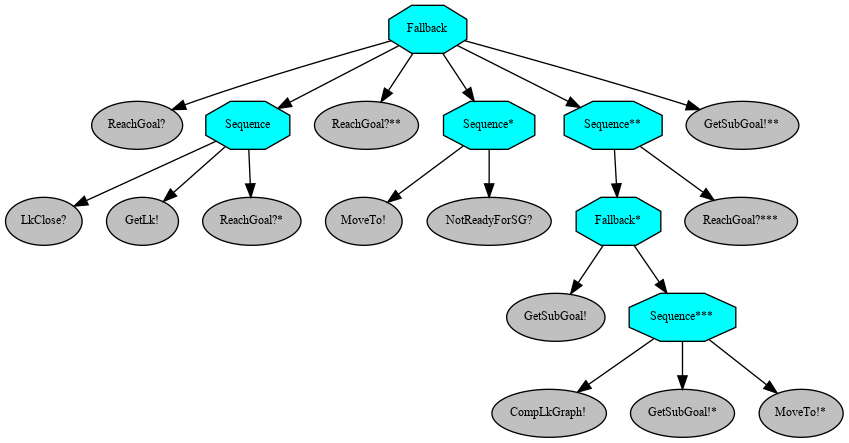 Fallback
ReachGoal?
Sequence
ReachGoal?**
Sequence*
Sequence**
GetSubGoal!**
LkClose?
GetLk!
ReachGoal?*
MoveTo!
NotReadyForSG?
Fallback*
ReachGoal?***
GetSubGoal!
Sequence***
CompLkGraph!
GetSubGoal!*
MoveTo!*